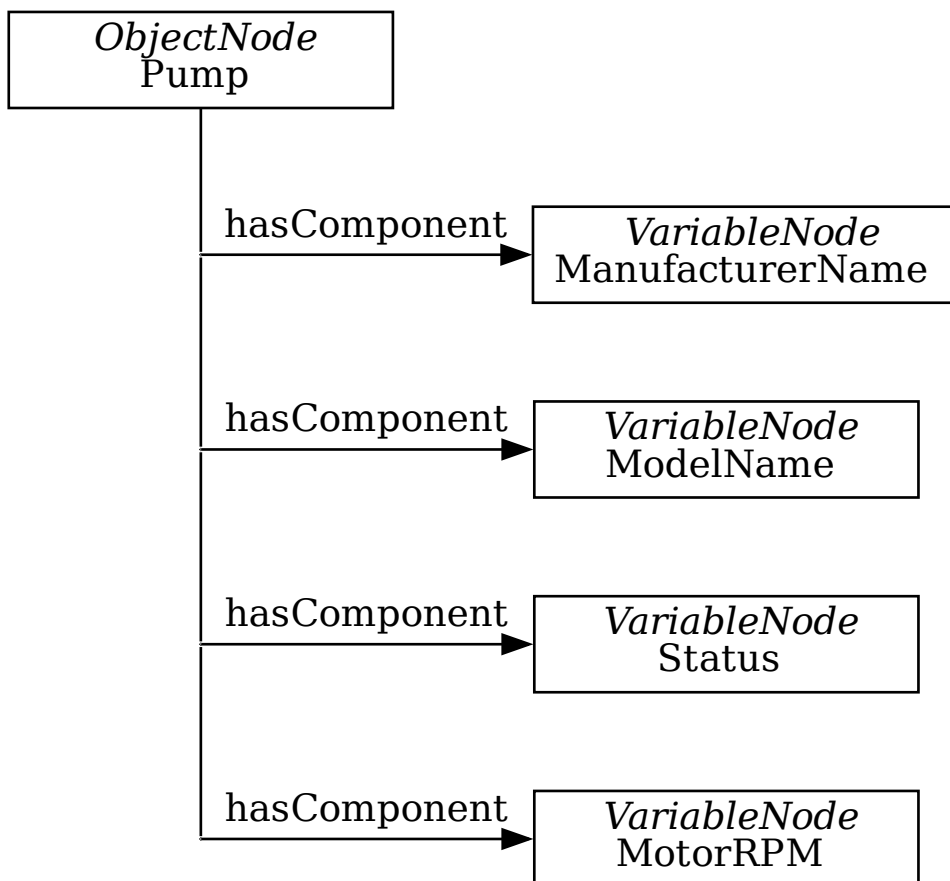 ObjectNode
Pump
hasComponent
VariableNode
ManufacturerName
hasComponent
VariableNode
ModelName
hasComponent
VariableNode
Status
hasComponent
VariableNode
MotorRPM